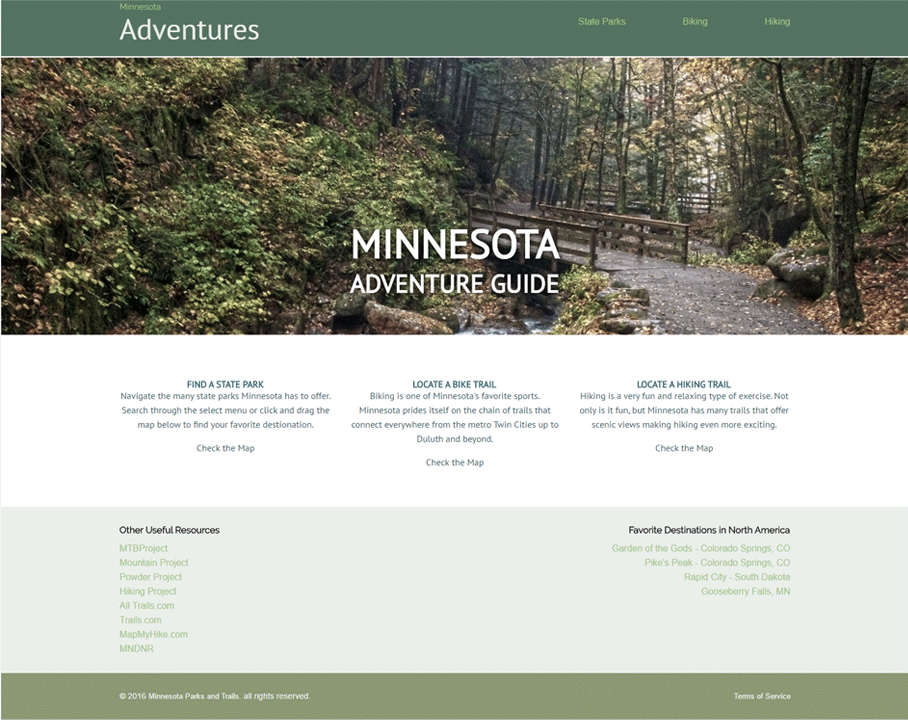 Minnesota
Adventures
State Parks
Biking
Hiking
MINNESOTA
ADVENTURE GUIDE
FIND A STATE PARK
Navigate the many state parks Minnesota has to offer.
Search through the select menu or click and drag the
map below to find your favorite destionation.
Check the Map
LOCATE A BIKE TRAIL
Biking is one of Minnesota's favorite sports.
Minnesota prides itself on the chain of trails that
connect everywhere from the metro Twin Cities up to
Duluth and beyond.
Check the Map
LOCATE A HIKING TRAIL
Hiking is a very fun and relaxing type of exercise. Not
only is it fun, but Minnesota has many trails that offer
scenic views making hiking even more exciting.
Check the Map
Other Useful Resources
MTBProject
Mountain Project
Powder Project
Hiking Project
All Trails.com
Trails.com
MapMyHike.com
MNDNR
Favorite Destinations in North America
Garden of the Gods - Colorado Springs, CO
Pike's Peak - Colorado Springs, CO
Rapid City - South Dakota
Gooseberry Falls, MN
© 2016 Minnesota Parks and Trails. all rights reserved.
Terms of Service